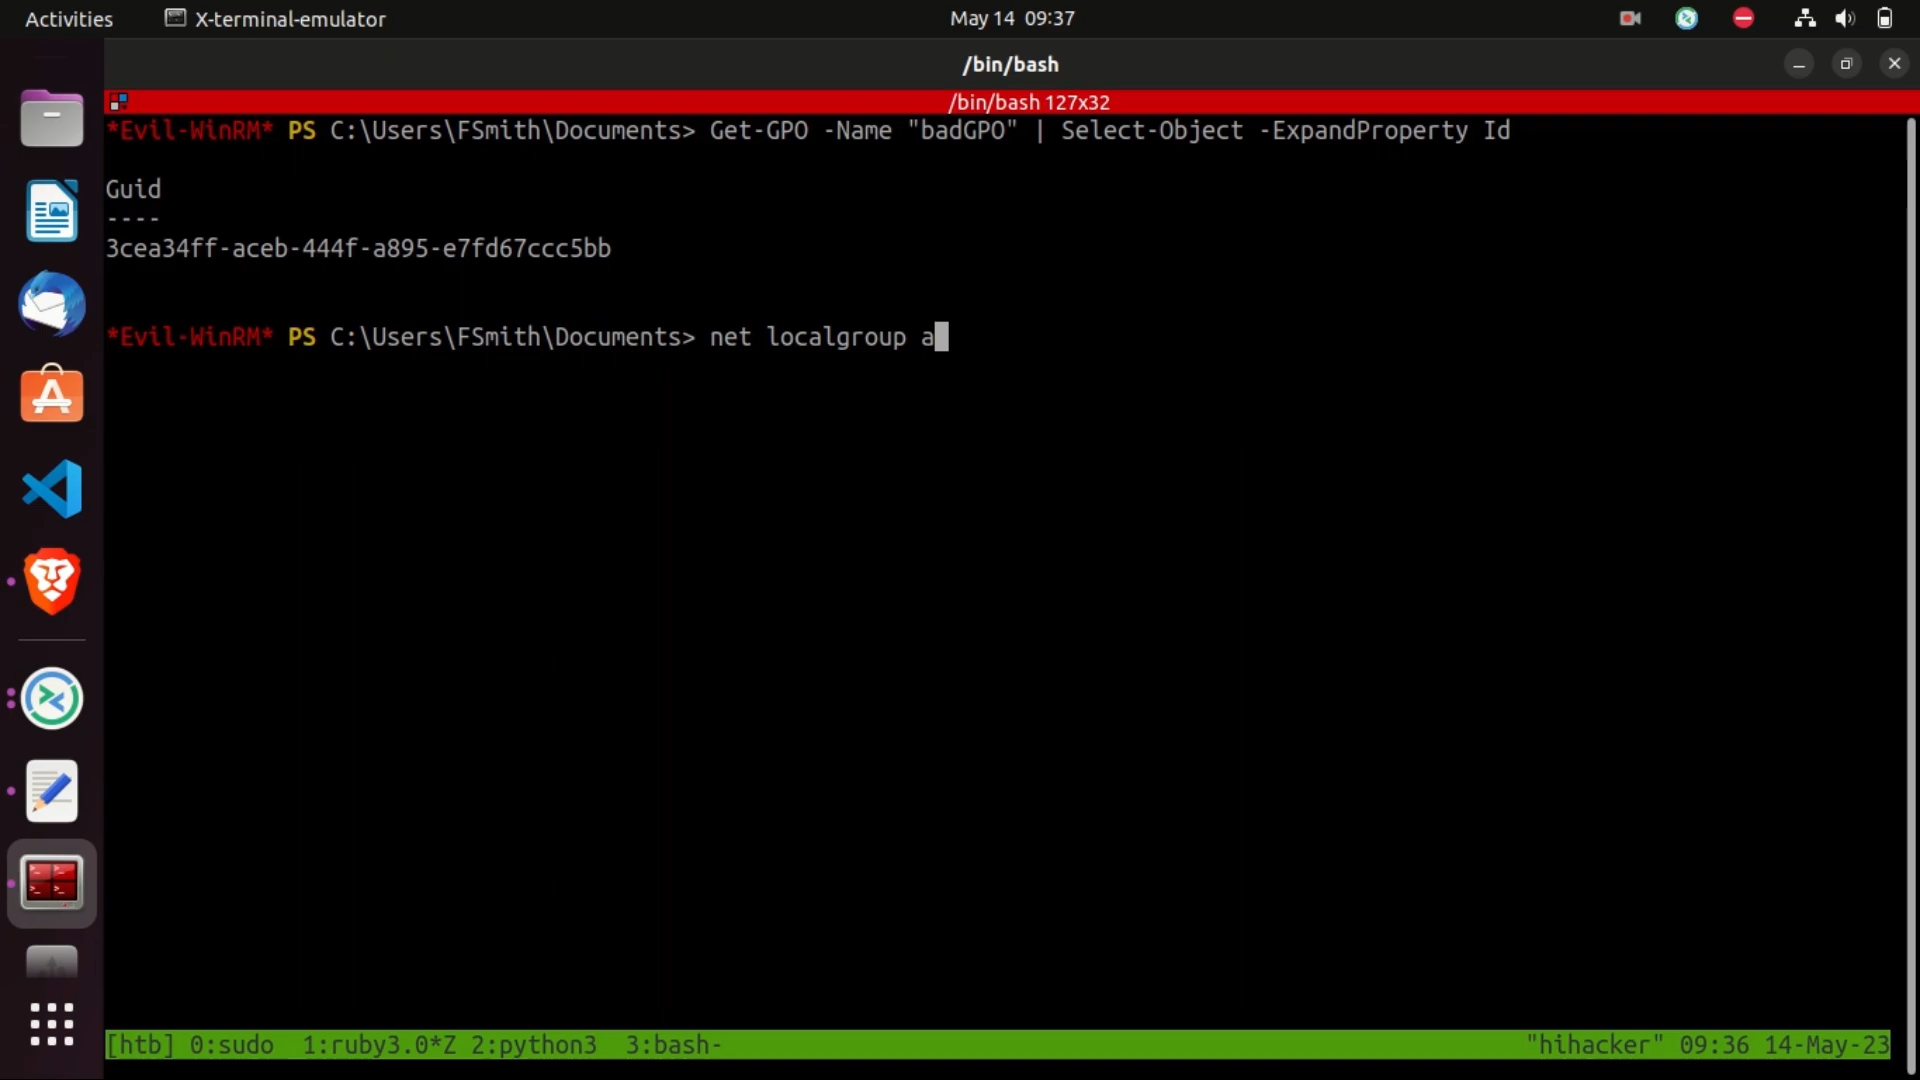 Activities X-terminal-emulator May 14 09:37
/bin/bash
/bin/bash 127x32
*Evil-WinRM* PS C:\Users\FSmith\Documents> Get-GPO -Name "badGPO" | Select-Object -ExpandProperty Id
Guid
----
3cea34ff-aceb-444f-a895-e7fd67ccc5bb
*Evil-WinRM* PS C:\Users\FSmith\Documents> net localgroup a
[htb] 0:sudo 1:ruby3.0*Z 2:python3 3:bash- "hihacker" 09:36 14-May-23